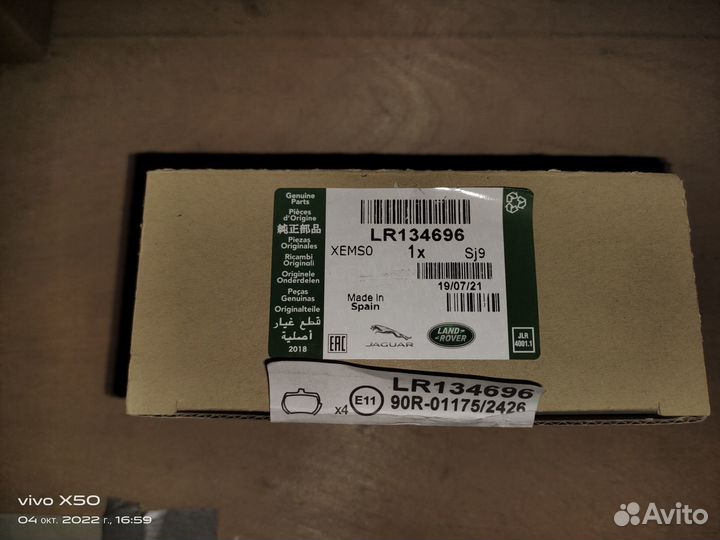 Genuine
Parts
Pièces
d'Origine
純正部品
Piezas
Originales
Ricambi
Originali
Originele
Onderdelen
Peças
Genuinas
Originalteile
قطع غيار
أصلية
2018
LR134696
XEMS0 1x Sj9
19/07/21
Made in
Spain
EAC
JAGUAR
LAND-
ROVER
JLR
4001.1
LR134696
x4 E11 90R-01175/2426
vivo X50
04 окт. 2022 г., 16:59
Avito